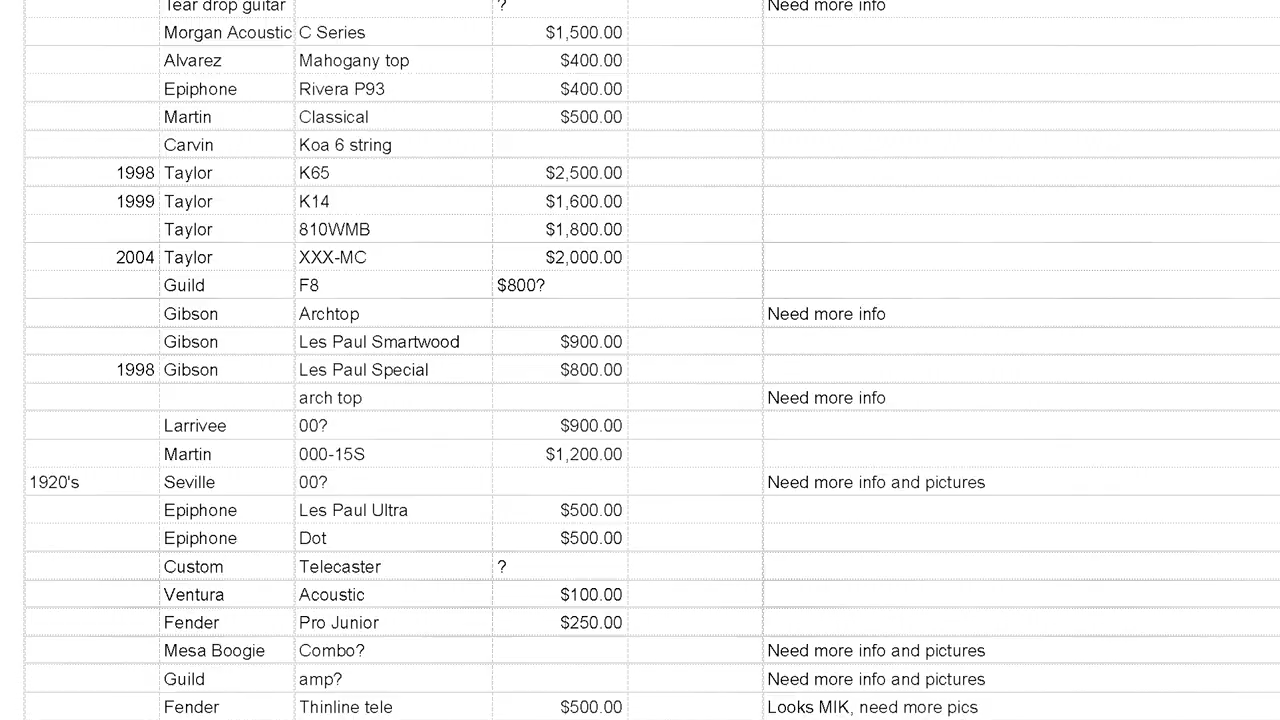 Tear drop guitar ? Need more info
Morgan Acoustic C Series $1,500.00
Alvarez Mahogany top $400.00
Epiphone Rivera P93 $400.00
Martin Classical $500.00
Carvin Koa 6 string
1998 Taylor K65 $2,500.00
1999 Taylor K14 $1,600.00
Taylor 810WMB $1,800.00
2004 Taylor XXX-MC $2,000.00
Guild F8 $800?
Gibson Archtop Need more info
Gibson Les Paul Smartwood $900.00
1998 Gibson Les Paul Special $800.00
arch top Need more info
Larrivee 00? $900.00
Martin 000-15S $1,200.00
1920's Seville 00? Need more info and pictures
Epiphone Les Paul Ultra $500.00
Epiphone Dot $500.00
Custom Telecaster ?
Ventura Acoustic $100.00
Fender Pro Junior $250.00
Mesa Boogie Combo? Need more info and pictures
Guild amp? Need more info and pictures
Fender Thinline tele $500.00 Looks MIK, need more pics